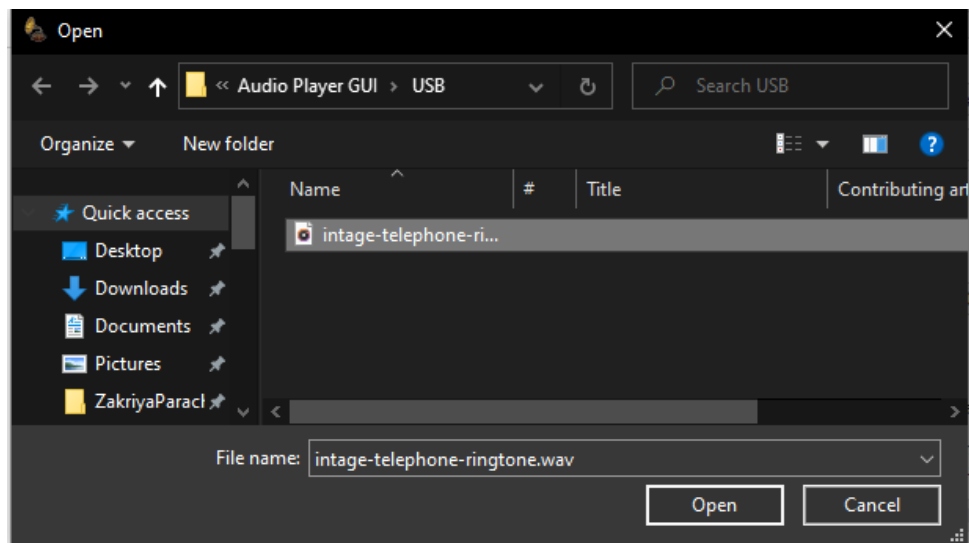 Open
« Audio Player GUI > USB
Search USB
Organize
New folder
Name
#
Title
Contributing art
Quick access
intage-telephone-ri...
Desktop
Downloads
Documents
Pictures
ZakriyaParacl
File name: intage-telephone-ringtone.wav
Open
Cancel